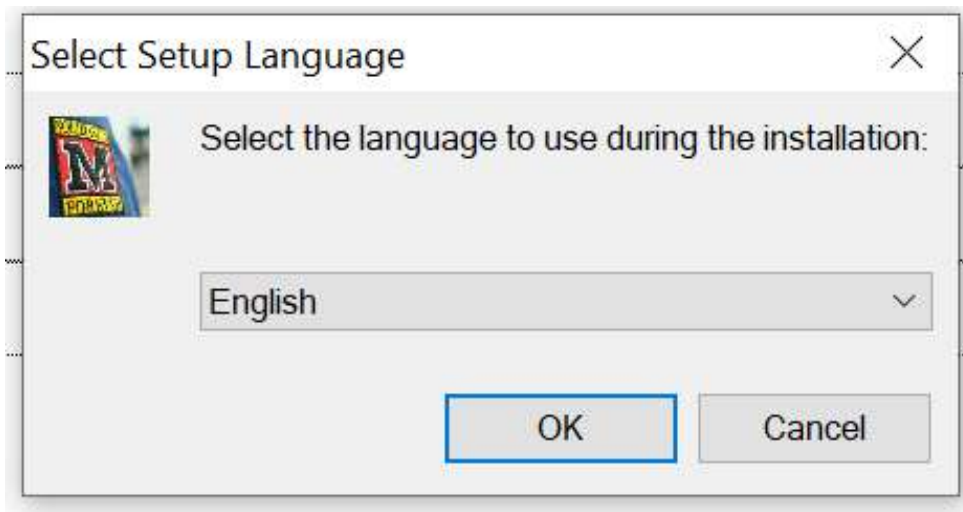 Select Setup Language
Select the language to use during the installation:
M
English
OK
Cancel